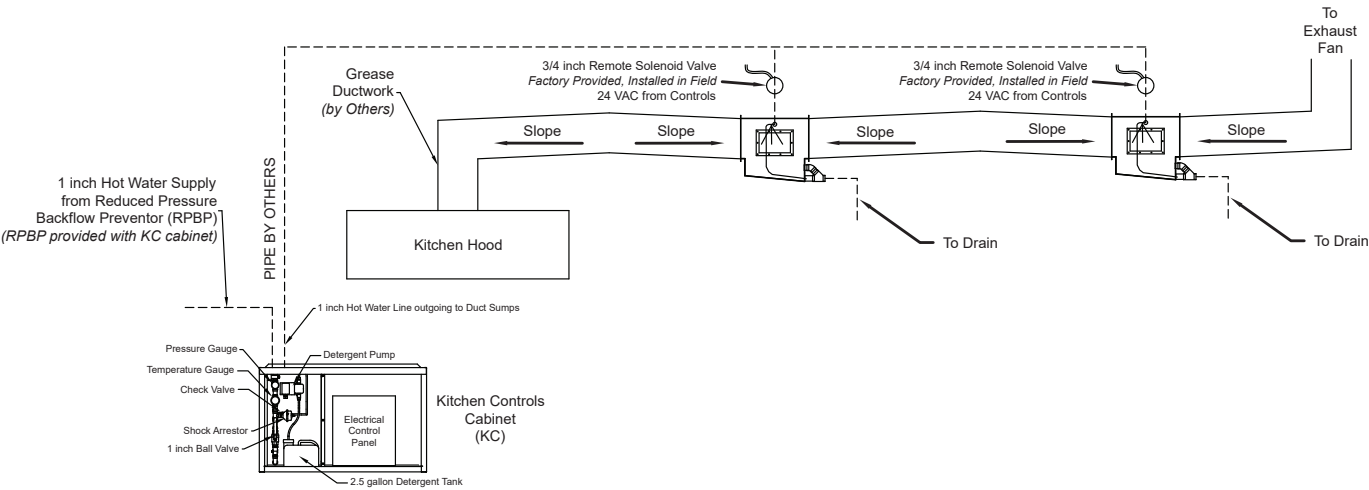 To
Exhaust
Fan
3/4 inch Remote Solenoid Valve
Factory Provided, Installed in Field
24 VAC from Controls
3/4 inch Remote Solenoid Valve
Factory Provided, Installed in Field
24 VAC from Controls
Grease
Ductwork
(by Others)
Slope
Slope
Slope
Slope
Slope
1 inch Hot Water Supply
from Reduced Pressure
Backflow Preventor (RPBP)
(RPBP provided with KC cabinet)
PIPE BY OTHERS
Kitchen Hood
To Drain
To Drain
1 inch Hot Water Line outgoing to Duct Sumps
Pressure Gauge
Detergent Pump
Temperature Gauge
Check Valve
Shock Arrestor
1 inch Ball Valve
Electrical
Control
Panel
Kitchen Controls
Cabinet
(KC)
2.5 gallon Detergent Tank